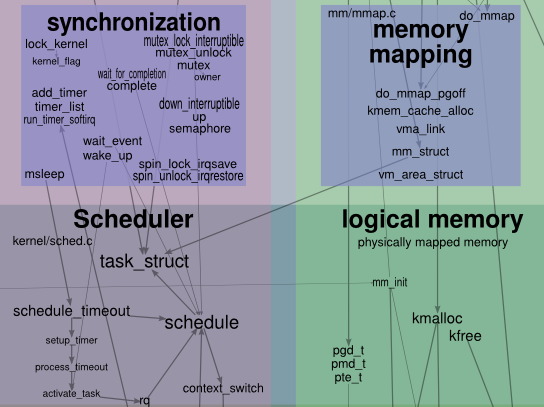 synchronization
lock_kernel
kernel_flag
mutex_lock_interruptible
mutex_unlock
mutex
owner
wait_for_completion
complete
add_timer
timer_list
run_timer_softirq
down_interruptible
up
semaphore
wait_event
wake_up
msleep
spin_lock_irqsave
spin_unlock_irqrestore
mm/mmap.c
do_mmap
memory
mapping
do_mmap_pgoff
kmem_cache_alloc
vma_link
mm_struct
vm_area_struct
Scheduler
kernel/sched.c
task_struct
schedule_timeout
schedule
setup_timer
process_timeout
activate_task
rq
context_switch
logical memory
physically mapped memory
mm_init
kmalloc
kfree
pgd_t
pmd_t
pte_t